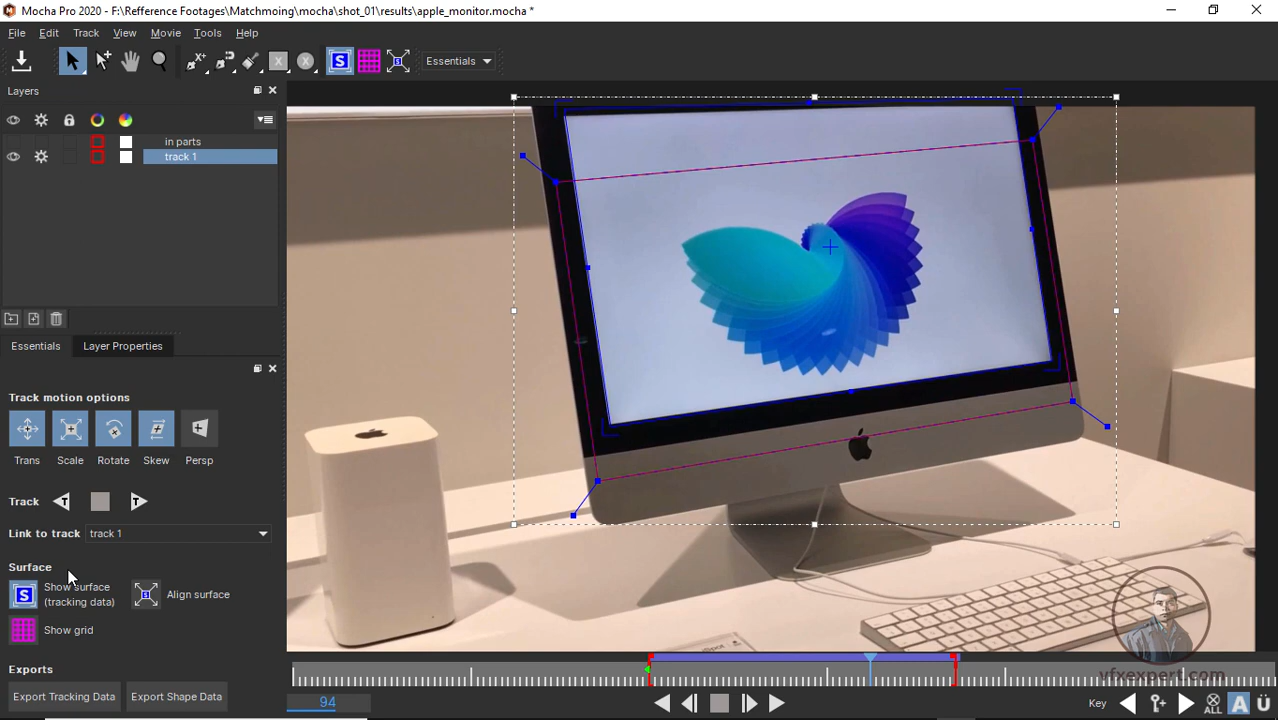 Mocha Pro 2020 - F:\Refference Footages\Matchmoing\mocha\shot_01\results\apple_monitor.mocha *
File Edit Track View Movie Tools Help
Essentials
Layers
in parts
track 1
Essentials Layer Properties
Track motion options
Trans Scale Rotate Skew Persp
Track
Link to track track 1
Surface
Show surface
(tracking data)
Align surface
Show grid
Exports
Export Tracking Data Export Shape Data
94
Key
ALL
vfxexpert.com